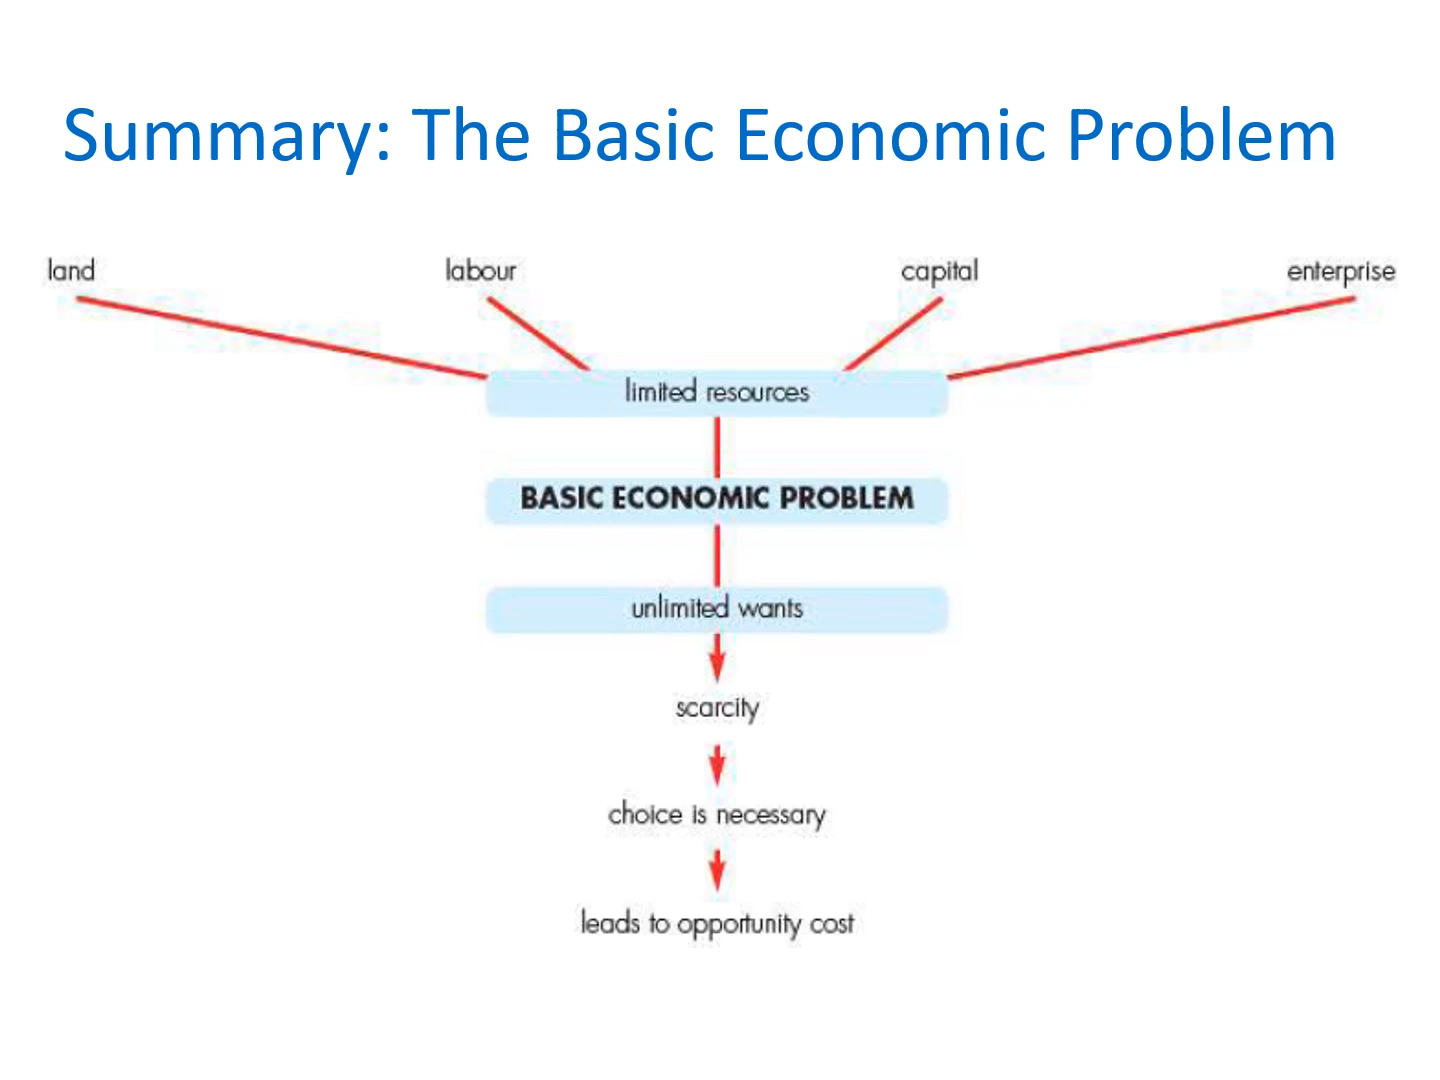 Summary: The Basic Economic Problem
land labour capital enterprise
limited resources
BASIC ECONOMIC PROBLEM
unlimited wants
scarcity
choice is necessary
leads to opportunity cost